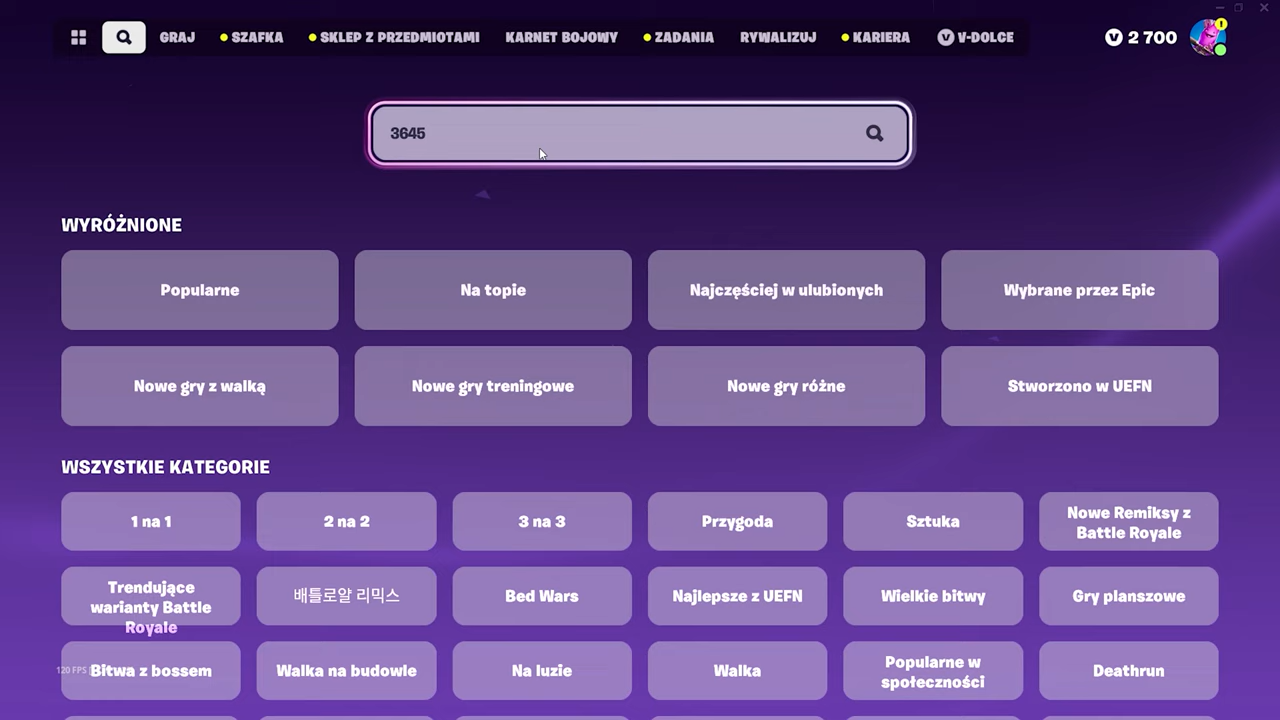 GRAJ SZAFKA SKLEP Z PRZEDMIOTAMI KARNET BOJOWY ZADANIA RYWALIZUJ KARIERA V-DOLCE 2 700
3645
WYRÓŻNIONE
Popularne Na topie Najczęściej w ulubionych Wybrane przez Epic
Nowe gry z walką Nowe gry treningowe Nowe gry różne Stworzono w UEFN
WSZYSTKIE KATEGORIE
1 na 1 2 na 2 3 na 3 Przygoda Sztuka Nowe Remiksy z
Battle Royale
Trendujące
warianty Battle
Royale
배틀로얄 리믹스 Bed Wars Najlepsze z UEFN Wielkie bitwy Gry planszowe
120 FPS
Bitwa z bossem Walka na budowle Na luzie Walka Popularne w
społeczności
Deathrun